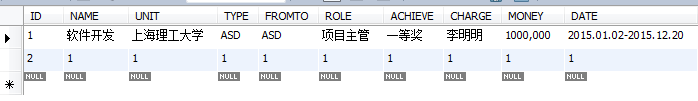 ID NAME UNIT TYPE FROMTO ROLE ACHIEVE CHARGE MONEY DATE
1 软件开发 上海理工大学 ASD ASD 项目主管 一等奖 李明明 1000,000 2015.01.02-2015.12.20
2 1 1 1 1 1 1 1 1 1
NULL NULL NULL NULL NULL NULL NULL NULL NULL NULL